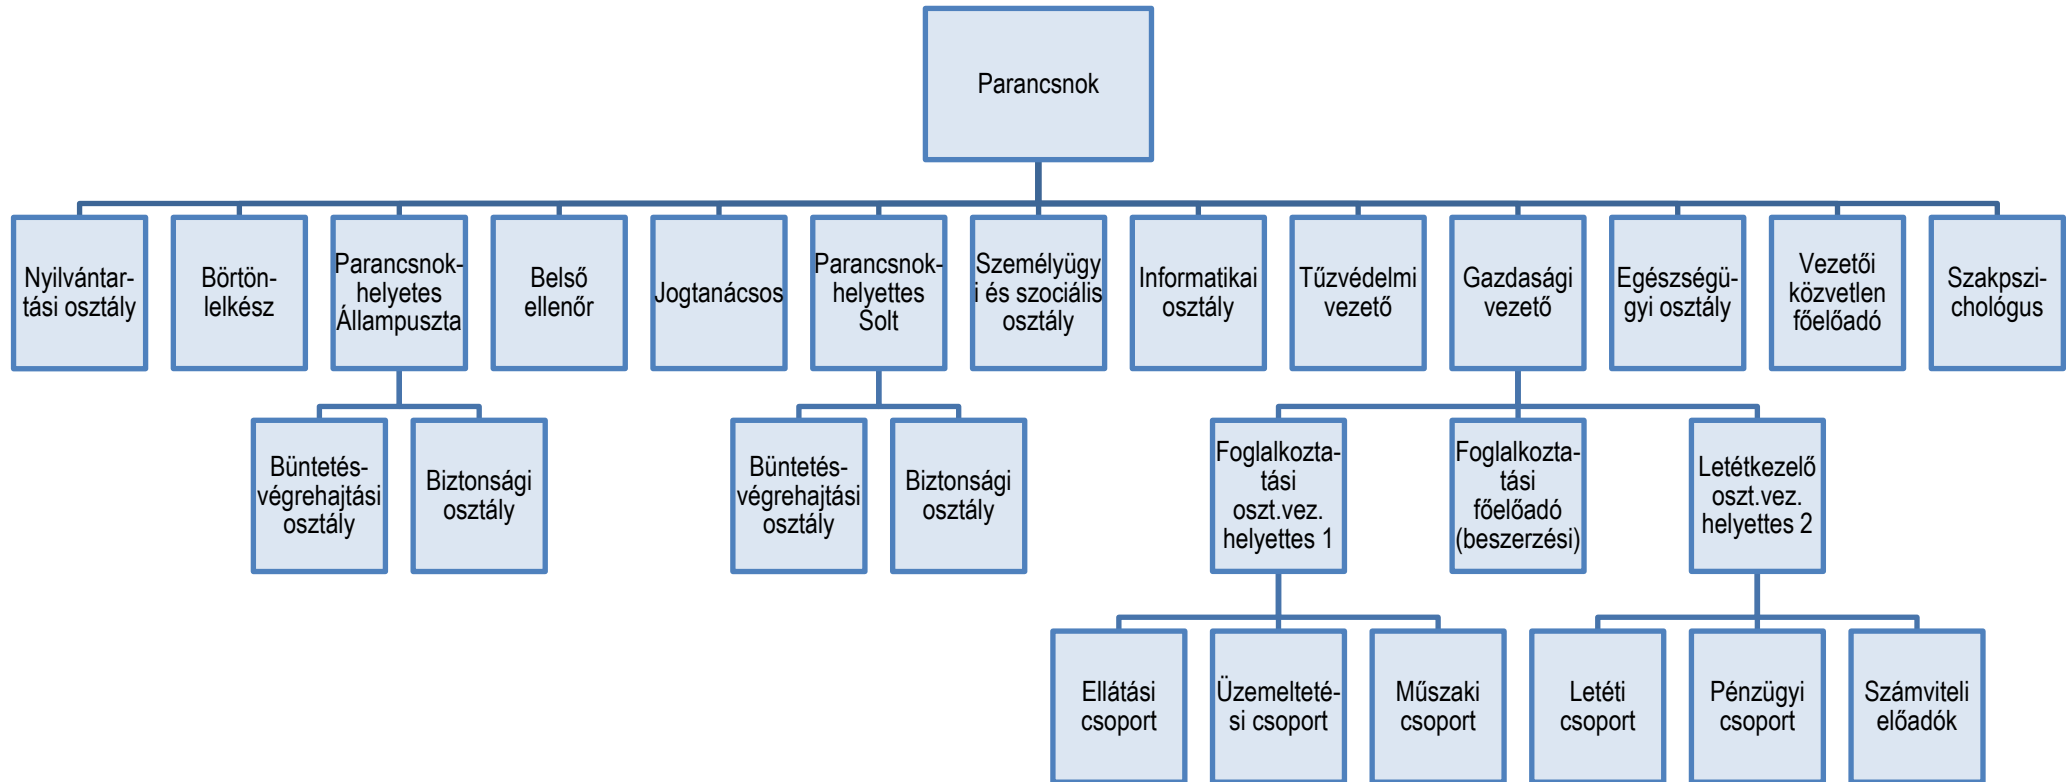 Parancsnok
Nyilvántar-
tási osztály
Börtön-
lelkész
Parancsnok-
helyetes
Állampuszta
Belső
ellenőr
Jogtanácsos
Parancsnok-
helyettes
Solt
Személyügy
i és szociális
osztály
Informatikai
osztály
Tűzvédelmi
vezető
Gazdasági
vezető
Egészségü-
gyi osztály
Vezetői
közvetlen
főelőadó
Szakpszi-
chológus
Büntetés-
végrehajtási
osztály
Biztonsági
osztály
Büntetés-
végrehajtási
osztály
Biztonsági
osztály
Foglalkozta-
tási
oszt.vez.
helyettes 1
Foglalkozta-
tási
főelőadó
(beszerzési)
Letétkezelő
oszt.vez.
helyettes 2
Ellátási
csoport
Üzemelteté-
si csoport
Műszaki
csoport
Letéti
csoport
Pénzügyi
csoport
Számviteli
előadók